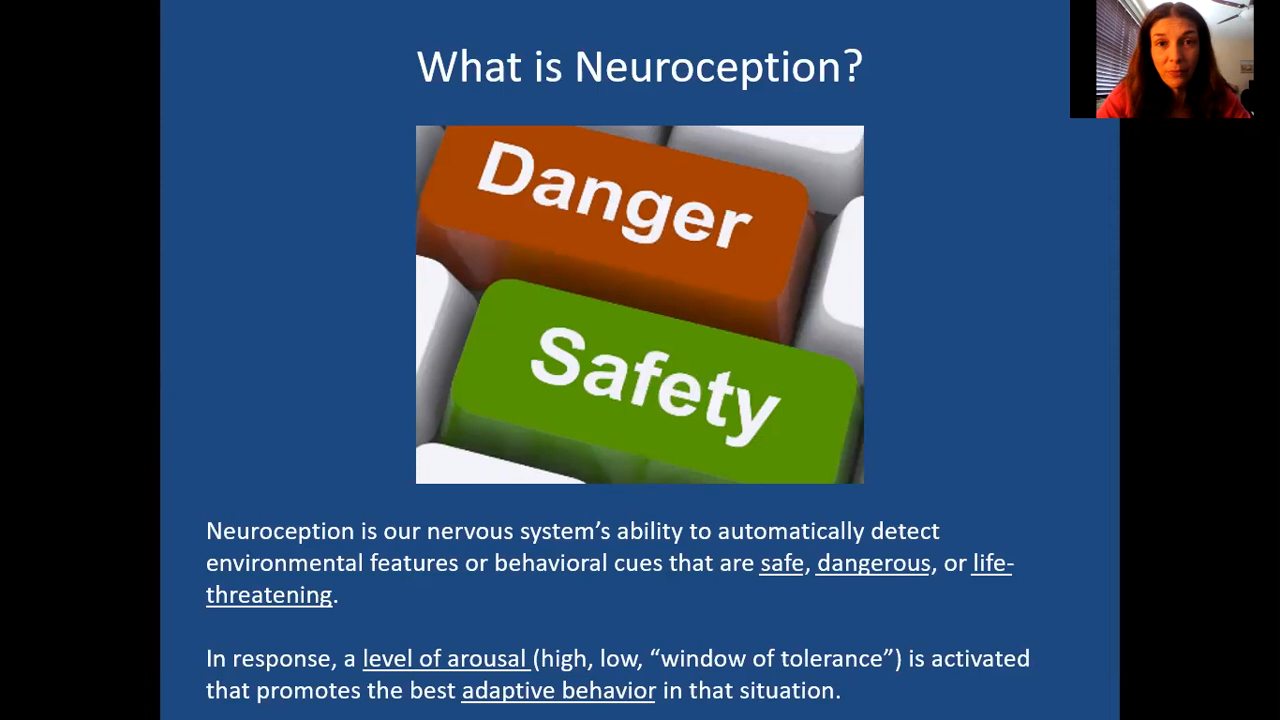 What is Neuroception?
Danger
Safety
Neuroception is our nervous system’s ability to automatically detect
environmental features or behavioral cues that are safe, dangerous, or life-
threatening.
In response, a level of arousal (high, low, “window of tolerance”) is activated
that promotes the best adaptive behavior in that situation.